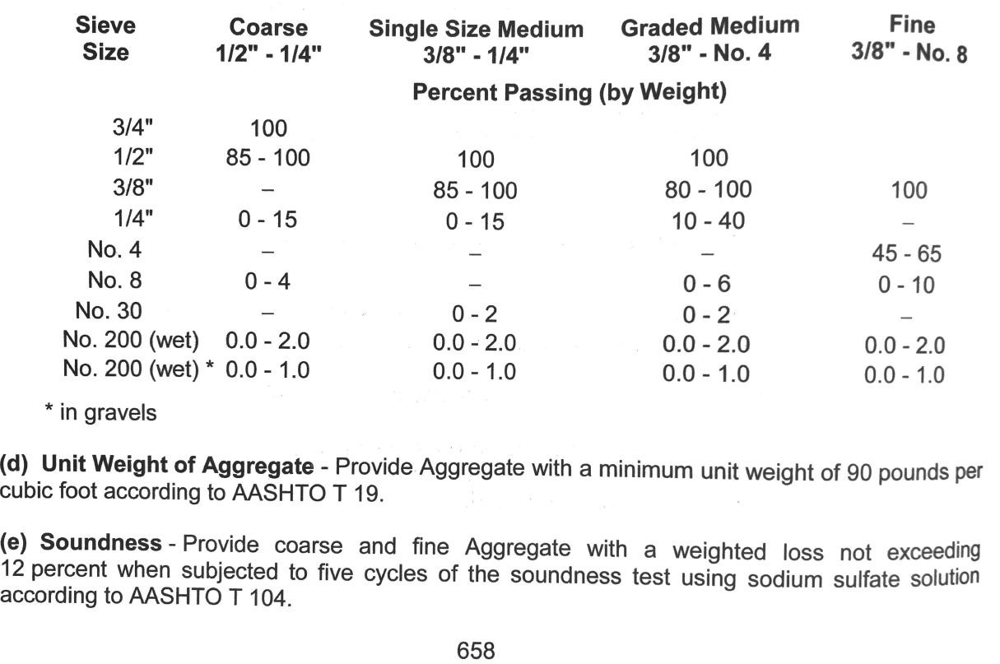 Sieve Coarse Single Size Medium Graded Medium Fine
Size 1/2" - 1/4" 3/8" - 1/4" 3/8" - No. 4 3/8" - No. 8
Percent Passing (by Weight)
3/4" 100
1/2" 85 - 100 100 100
3/8" – 85 - 100 80 - 100 100
1/4" 0 - 15 0 - 15 10 - 40 –
No. 4 – – – 45 - 65
No. 8 0 - 4 – 0 - 6 0 - 10
No. 30 – 0 - 2 0 - 2 –
No. 200 (wet) 0.0 - 2.0 0.0 - 2.0 0.0 - 2.0 0.0 - 2.0
No. 200 (wet) * 0.0 - 1.0 0.0 - 1.0 0.0 - 1.0 0.0 - 1.0
* in gravels
(d) Unit Weight of Aggregate - Provide Aggregate with a minimum unit weight of 90 pounds per
cubic foot according to AASHTO T 19.
(e) Soundness - Provide coarse and fine Aggregate with a weighted loss not exceeding
12 percent when subjected to five cycles of the soundness test using sodium sulfate solution
according to AASHTO T 104.
658